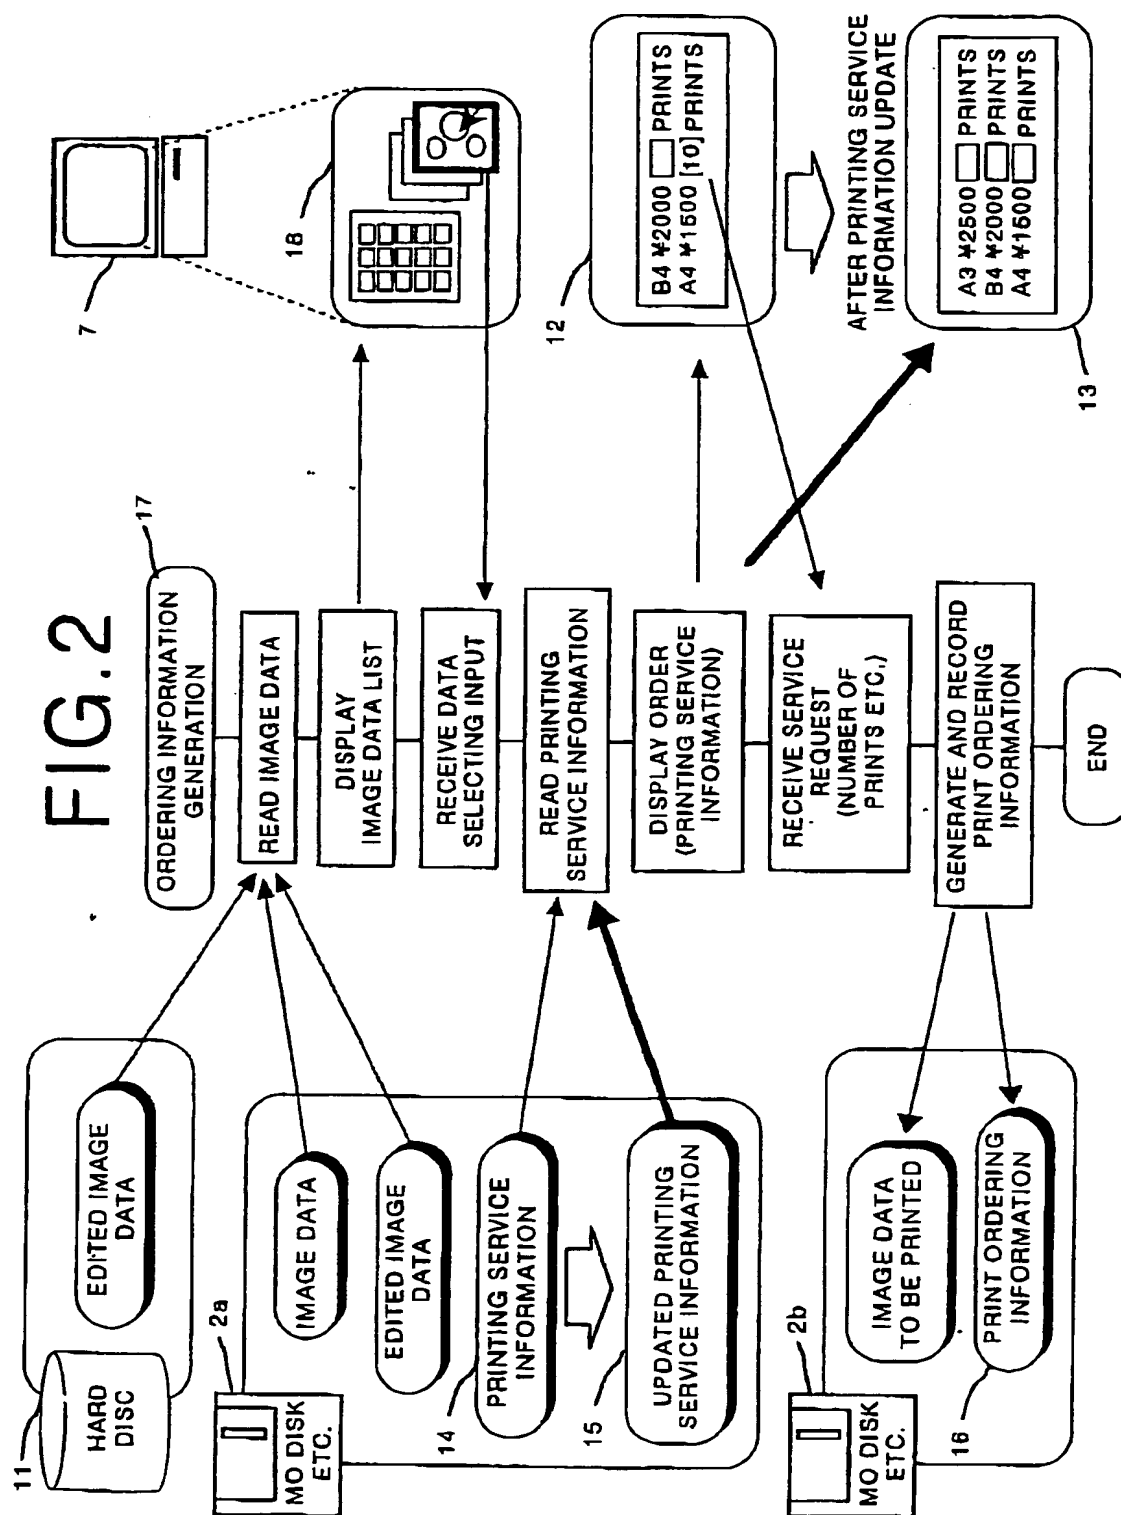 FIG.2
11
HARD
DISC
EDITED IMAGE
DATA
2a
MO DISK
ETC.
IMAGE DATA
EDITED IMAGE
DATA
14
PRINTING SERVICE
INFORMATION
15
UPDATED PRINTING
SERVICE INFORMATION
2b
MO DISK
ETC.
IMAGE DATA
TO BE PRINTED
16
PRINT ORDERING
INFORMATION
17
ORDERING INFORMATION
GENERATION
READ IMAGE DATA
DISPLAY
IMAGE DATA LIST
RECEIVE DATA
SELECTING INPUT
READ PRINTING
SERVICE INFORMATION
DISPLAY ORDER
(PRINTING SERVICE
INFORMATION)
RECEIVE SERVICE
REQUEST
(NUMBER OF
PRINTS ETC.)
GENERATE AND RECORD
PRINT ORDERING
INFORMATION
END
7
18
12
B4 ¥2000 PRINTS
A4 ¥1500 [10] PRINTS
AFTER PRINTING SERVICE
INFORMATION UPDATE
A3 ¥2500 PRINTS
B4 ¥2000 PRINTS
A4 ¥1500 PRINTS
13